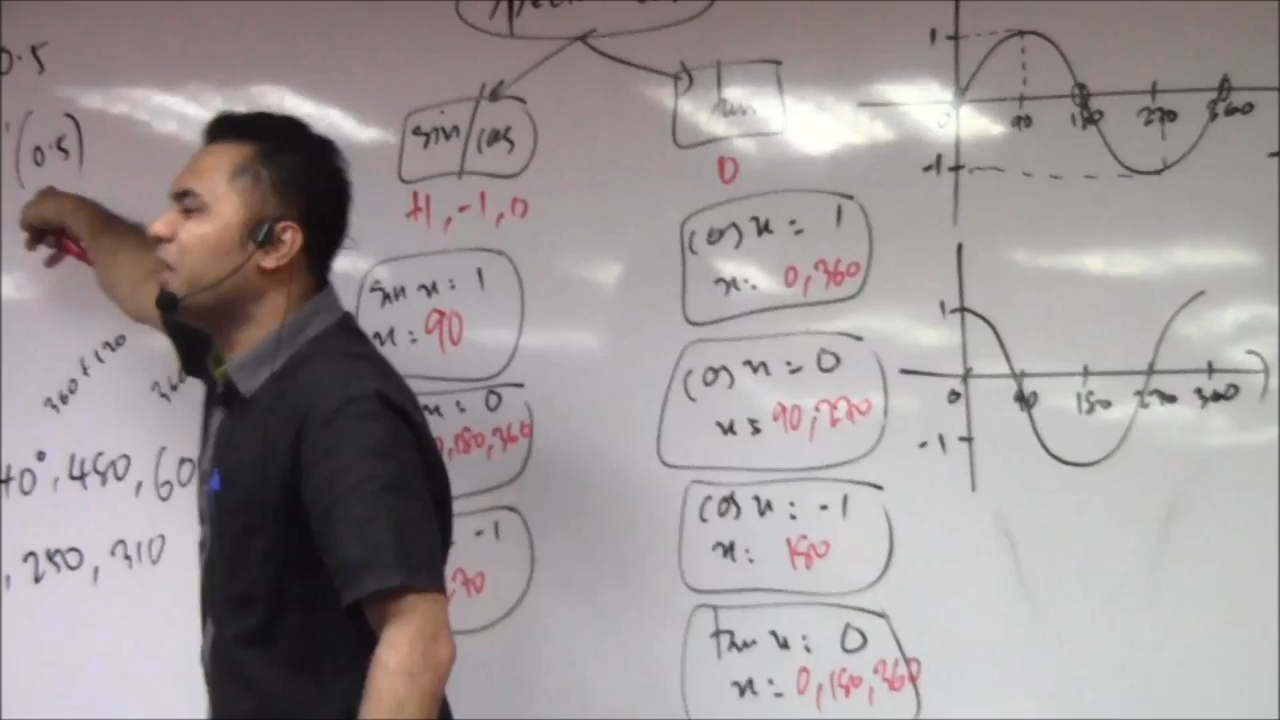 0.5
(0.5)
360+120
40°, 480, 60
, 250, 310
sin/cos
+1, -1, 0
sin x = 1
x = 90
x = 0
, 180, 360
= -1
270
tan
0
cos x = 1
x = 0, 360
cos x = 0
x = 90, 270
cos x = -1
x = 180
tan x = 0
x = 0, 180, 360
1
0 90 180 270 360
-1
1
0 90 180 270 360
-1